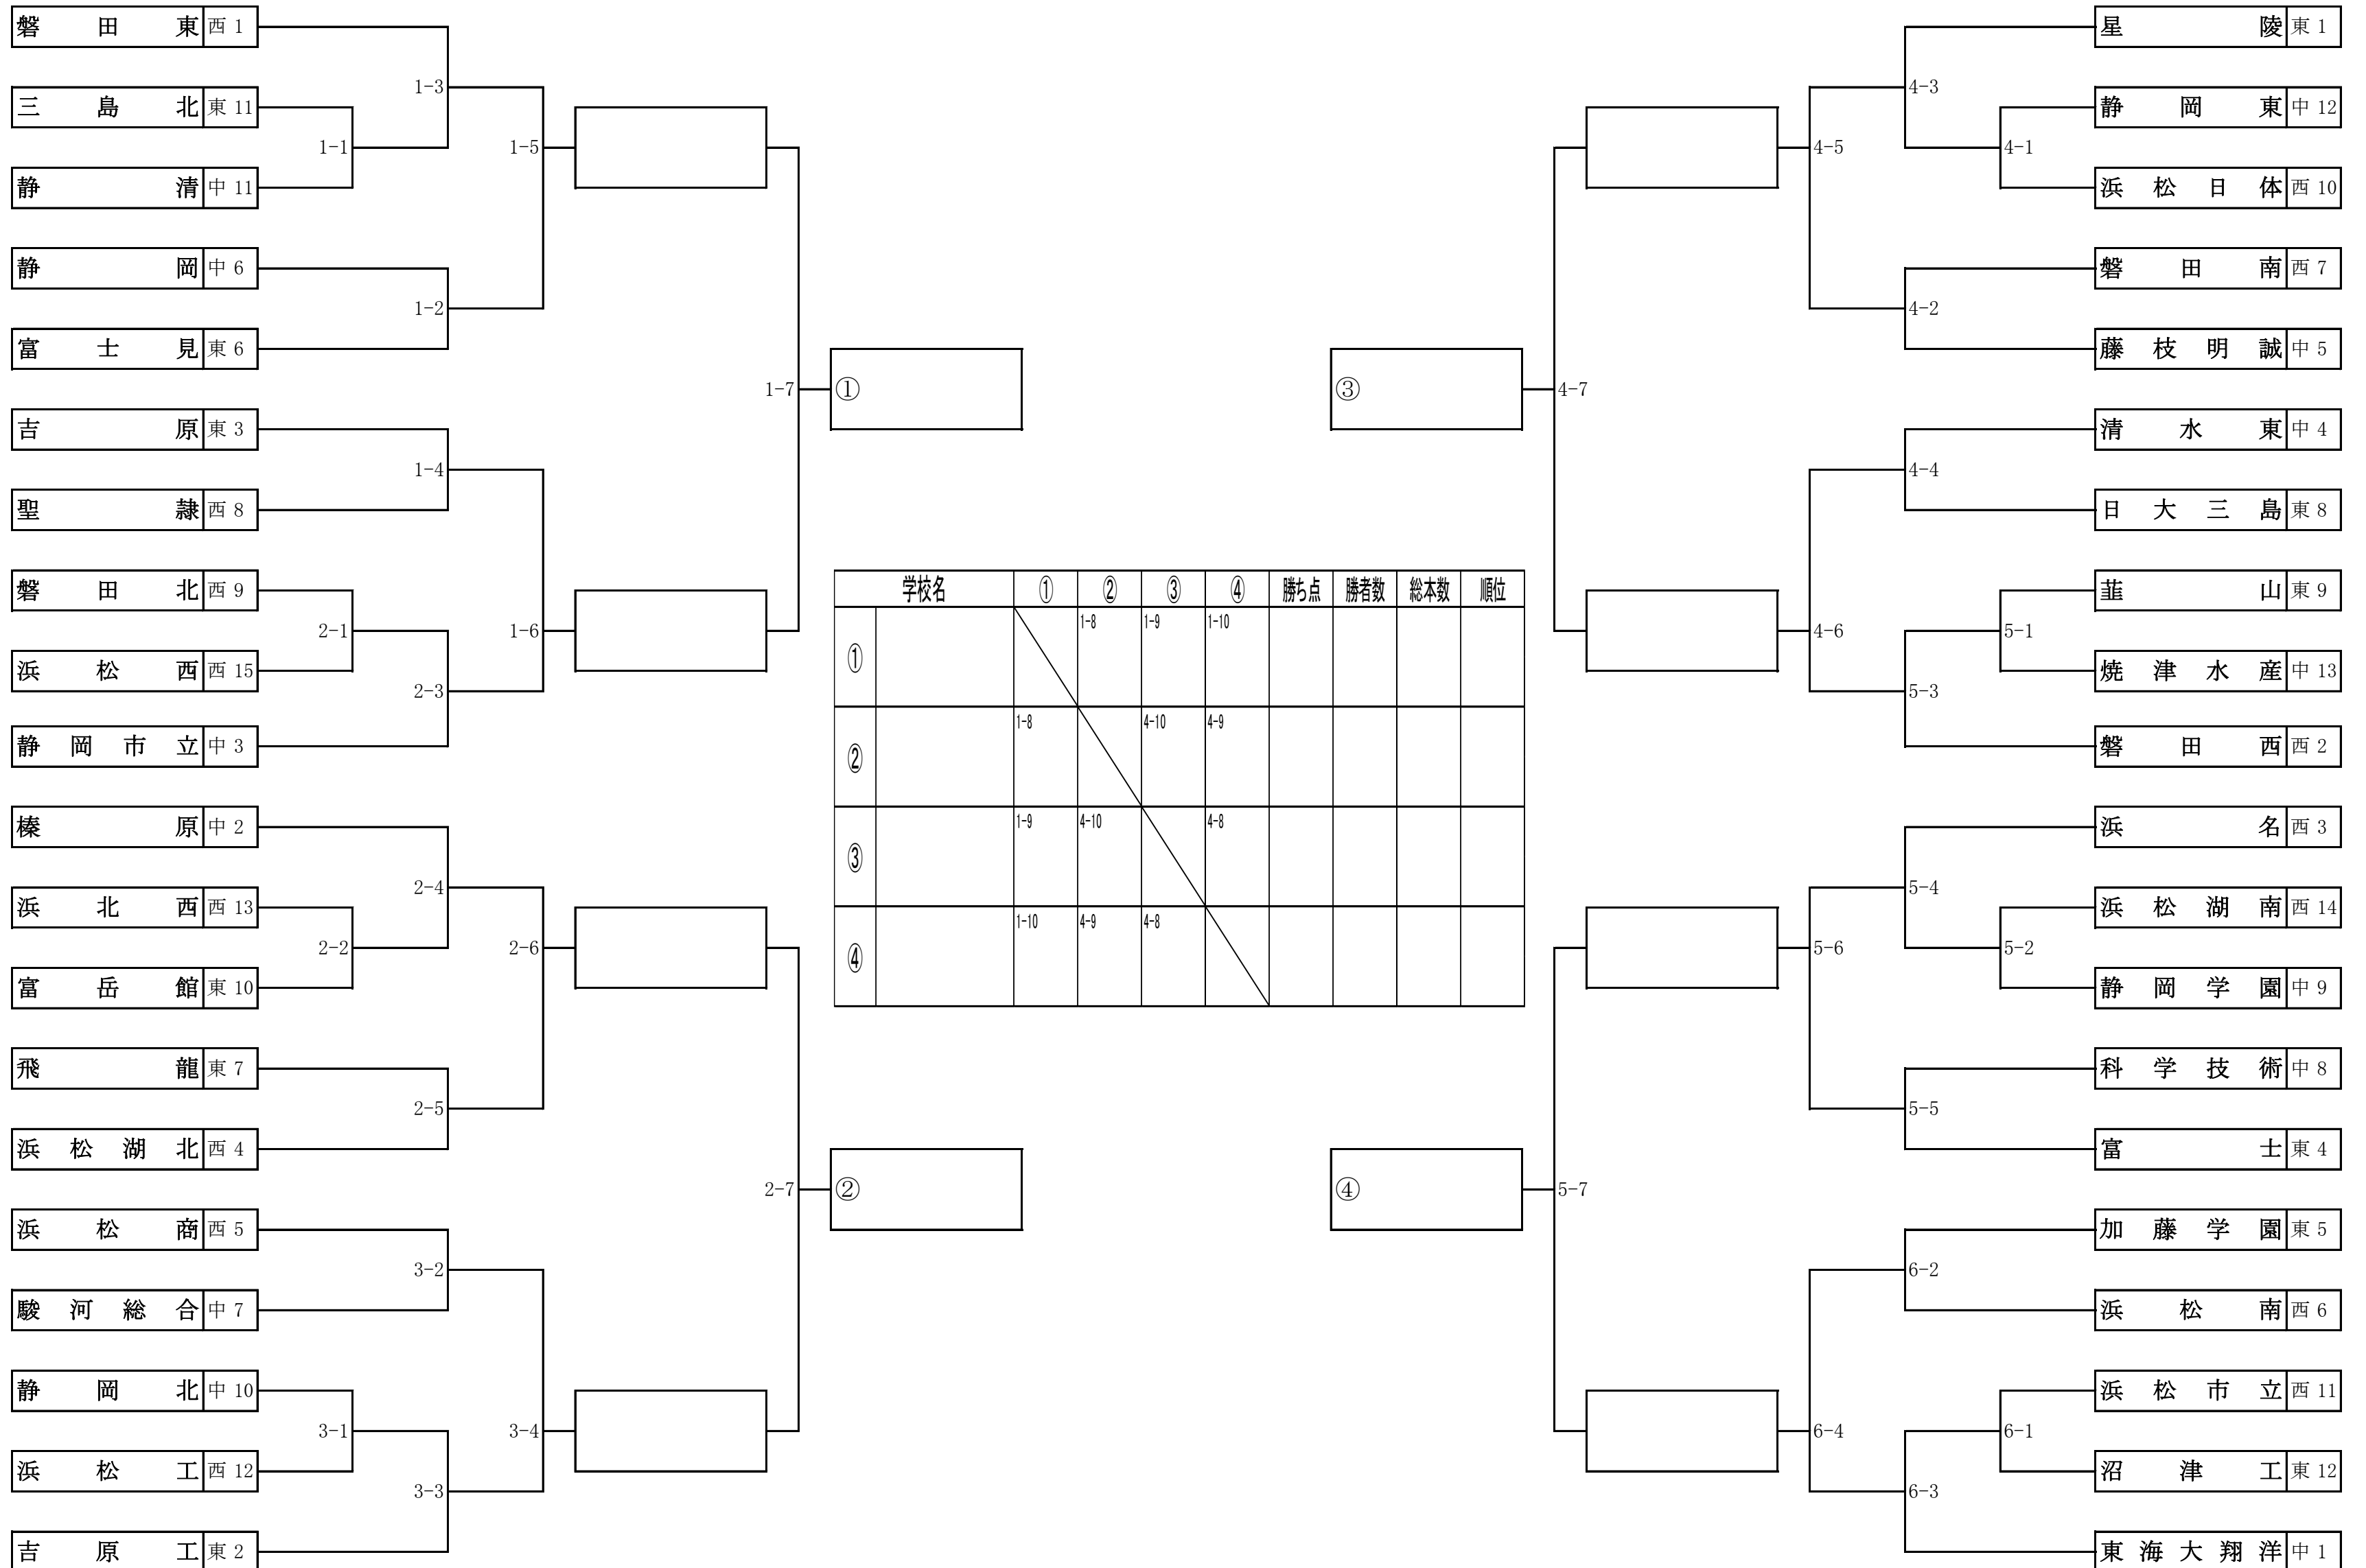 磐田東 西 1
三島北 東 11
静清 中 11
静岡 中 6
富士見 東 6
吉原 東 3
聖隷 西 8
磐田北 西 9
浜松西 西 15
静岡市立 中 3
榛原 中 2
浜北西 西 13
富岳館 東 10
飛龍 東 7
浜松湖北 西 4
浜松商 西 5
駿河総合 中 7
静岡北 中 10
浜松工 西 12
吉原工 東 2
1-1
1-3
1-2
1-5
1-4
2-1
2-3
1-6
1-7
①
2-2
2-4
2-5
2-6
3-2
3-1
3-3
3-4
2-7
②
学校名 ① ② ③ ④ 勝ち点 勝者数 総本数 順位
① 1-8 1-9 1-10
② 1-8 4-10 4-9
③ 1-9 4-10 4-8
④ 1-10 4-9 4-8
③
4-7
4-5
4-3
4-1
4-2
4-4
4-6
5-1
5-3
④
5-7
5-6
5-4
5-2
5-5
6-2
6-4
6-1
6-3
星陵 東 1
静岡東 中 12
浜松日体 西 10
磐田南 西 7
藤枝明誠 中 5
清水東 中 4
日大三島 東 8
韮山 東 9
焼津水産 中 13
磐田西 西 2
浜名 西 3
浜松湖南 西 14
静岡学園 中 9
科学技術 中 8
富士 東 4
加藤学園 東 5
浜松南 西 6
浜松市立 西 11
沼津工 東 12
東海大翔洋 中 1